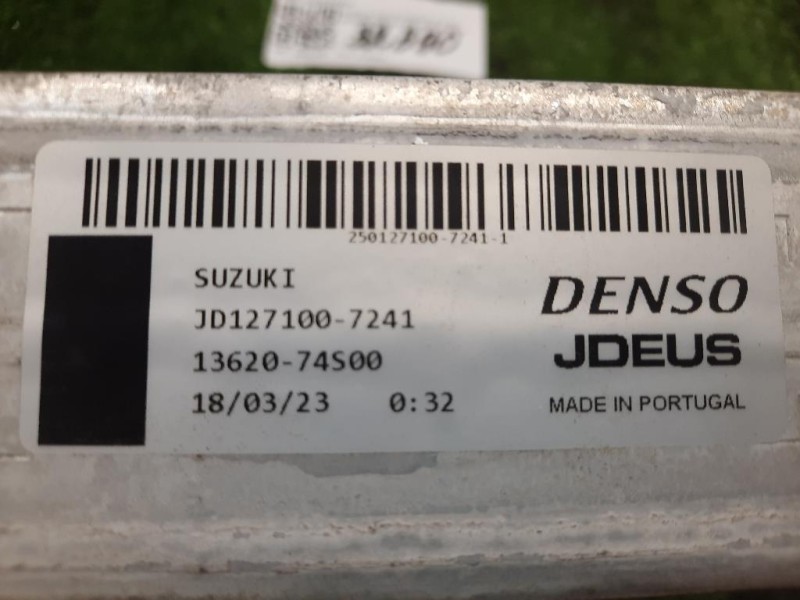 250127100-7241-1
SUZUKI
JD127100-7241
13620-74S00
18/03/23 0:32
DENSO
JDEUS
MADE IN PORTUGAL